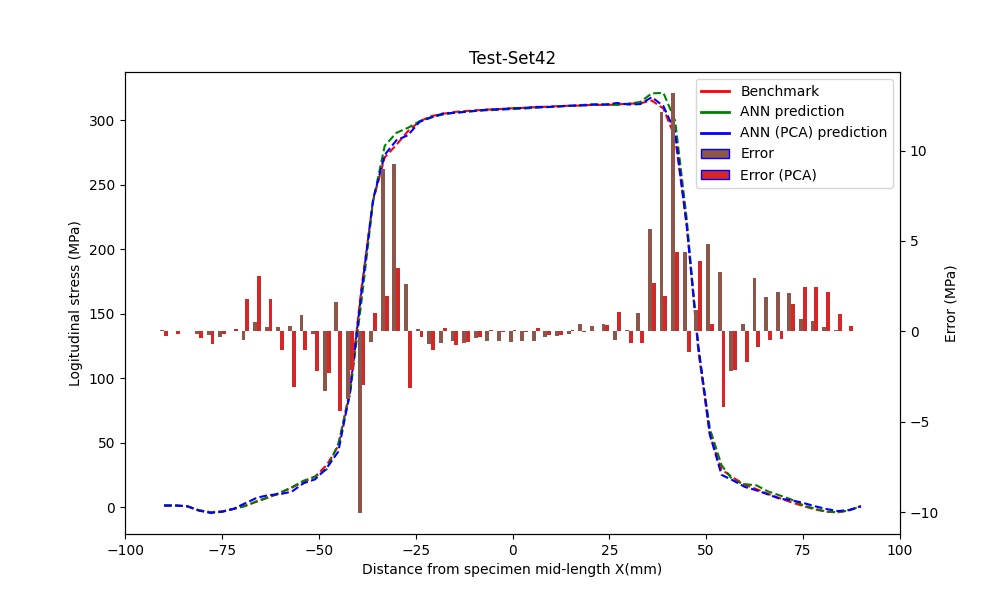 Test-Set42
Benchmark
ANN prediction
ANN (PCA) prediction
Error
Error (PCA)
300
250
200
150
100
50
0
Logitudinal stress (MPa)
10
5
0
−5
−10
Error (MPa)
−100 −75 −50 −25 0 25 50 75 100
Distance from specimen mid-length X(mm)